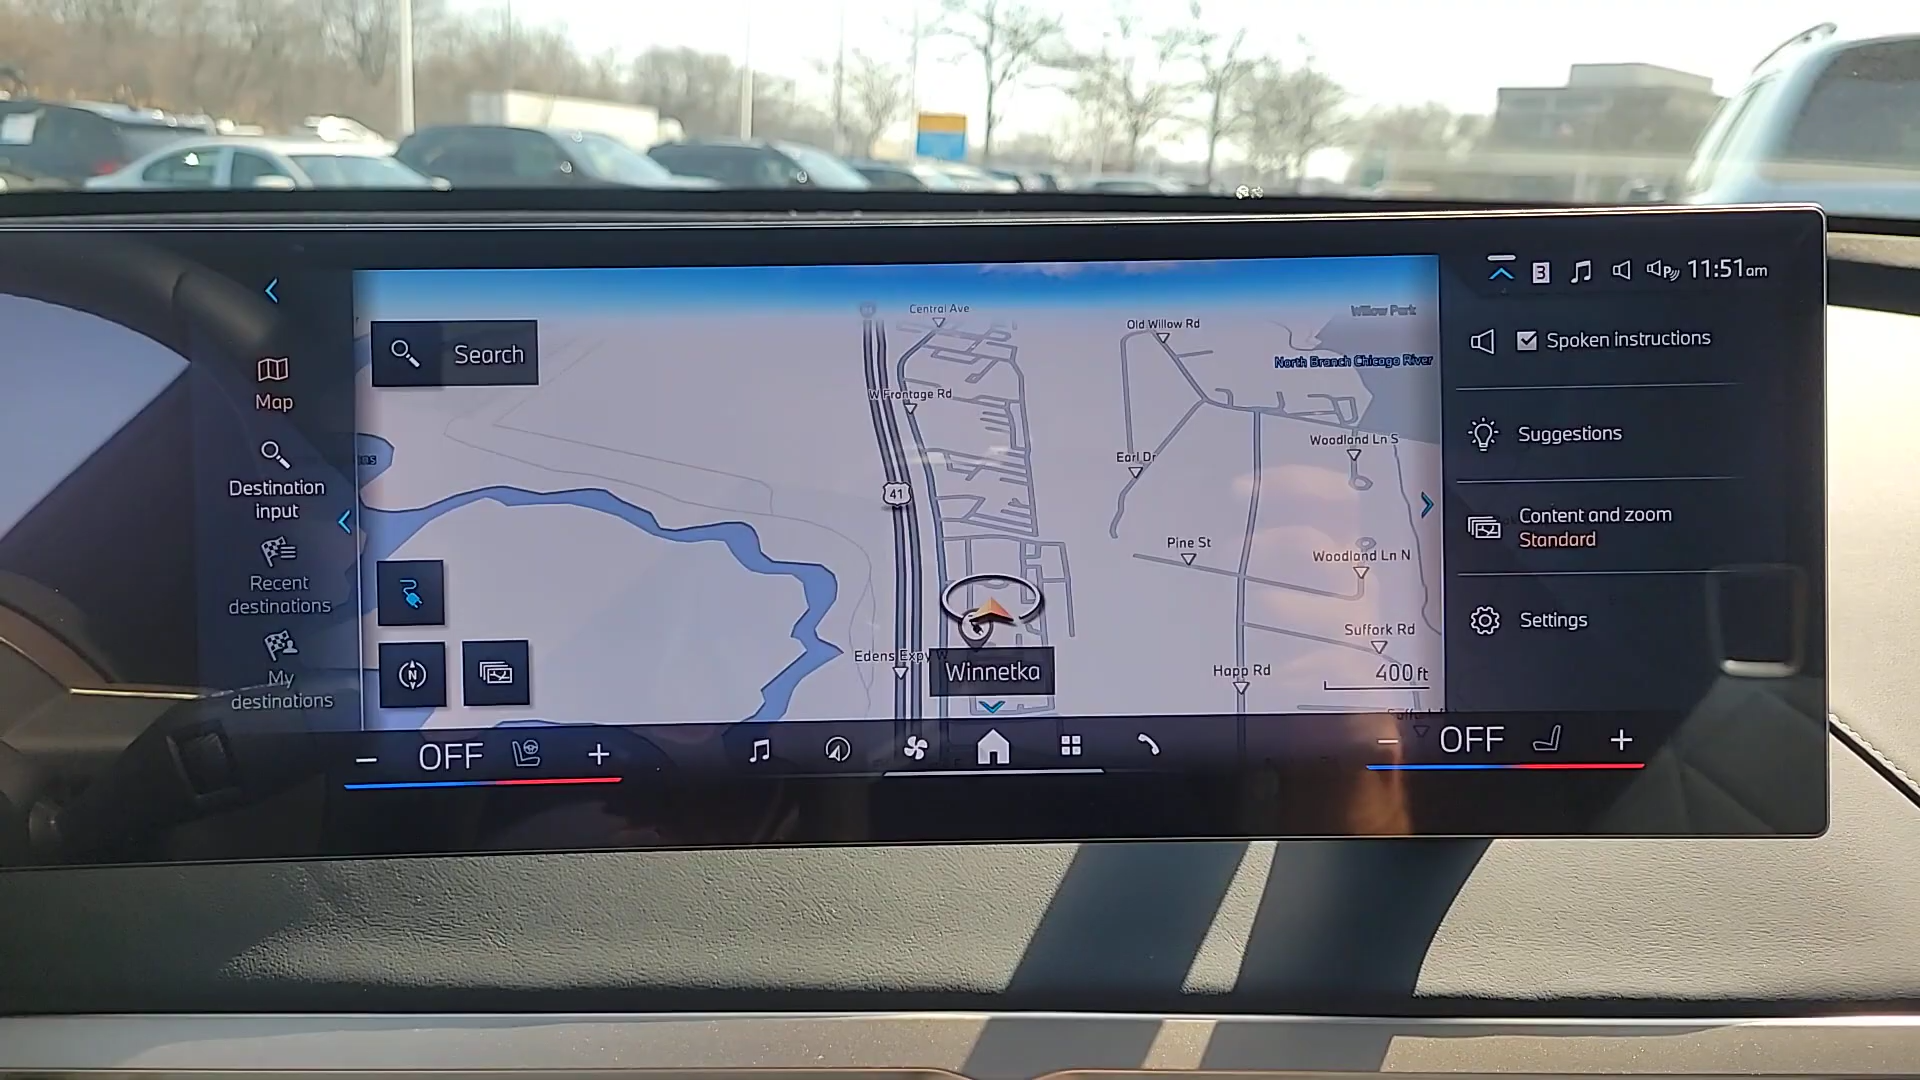 3
11:51am
Search
Map
Destination
input
Recent
destinations
My
destinations
Central Ave
W Frontage Rd
41
Edens Expy
Winnetka
Old Willow Rd
Willow Park
North Branch Chicago River
Earl Dr
Woodland Ln S
Pine St
Woodland Ln N
Suffork Rd
Happ Rd
400 ft
N
Spoken instructions
Suggestions
Content and zoom
Standard
Settings
- OFF +
- OFF +